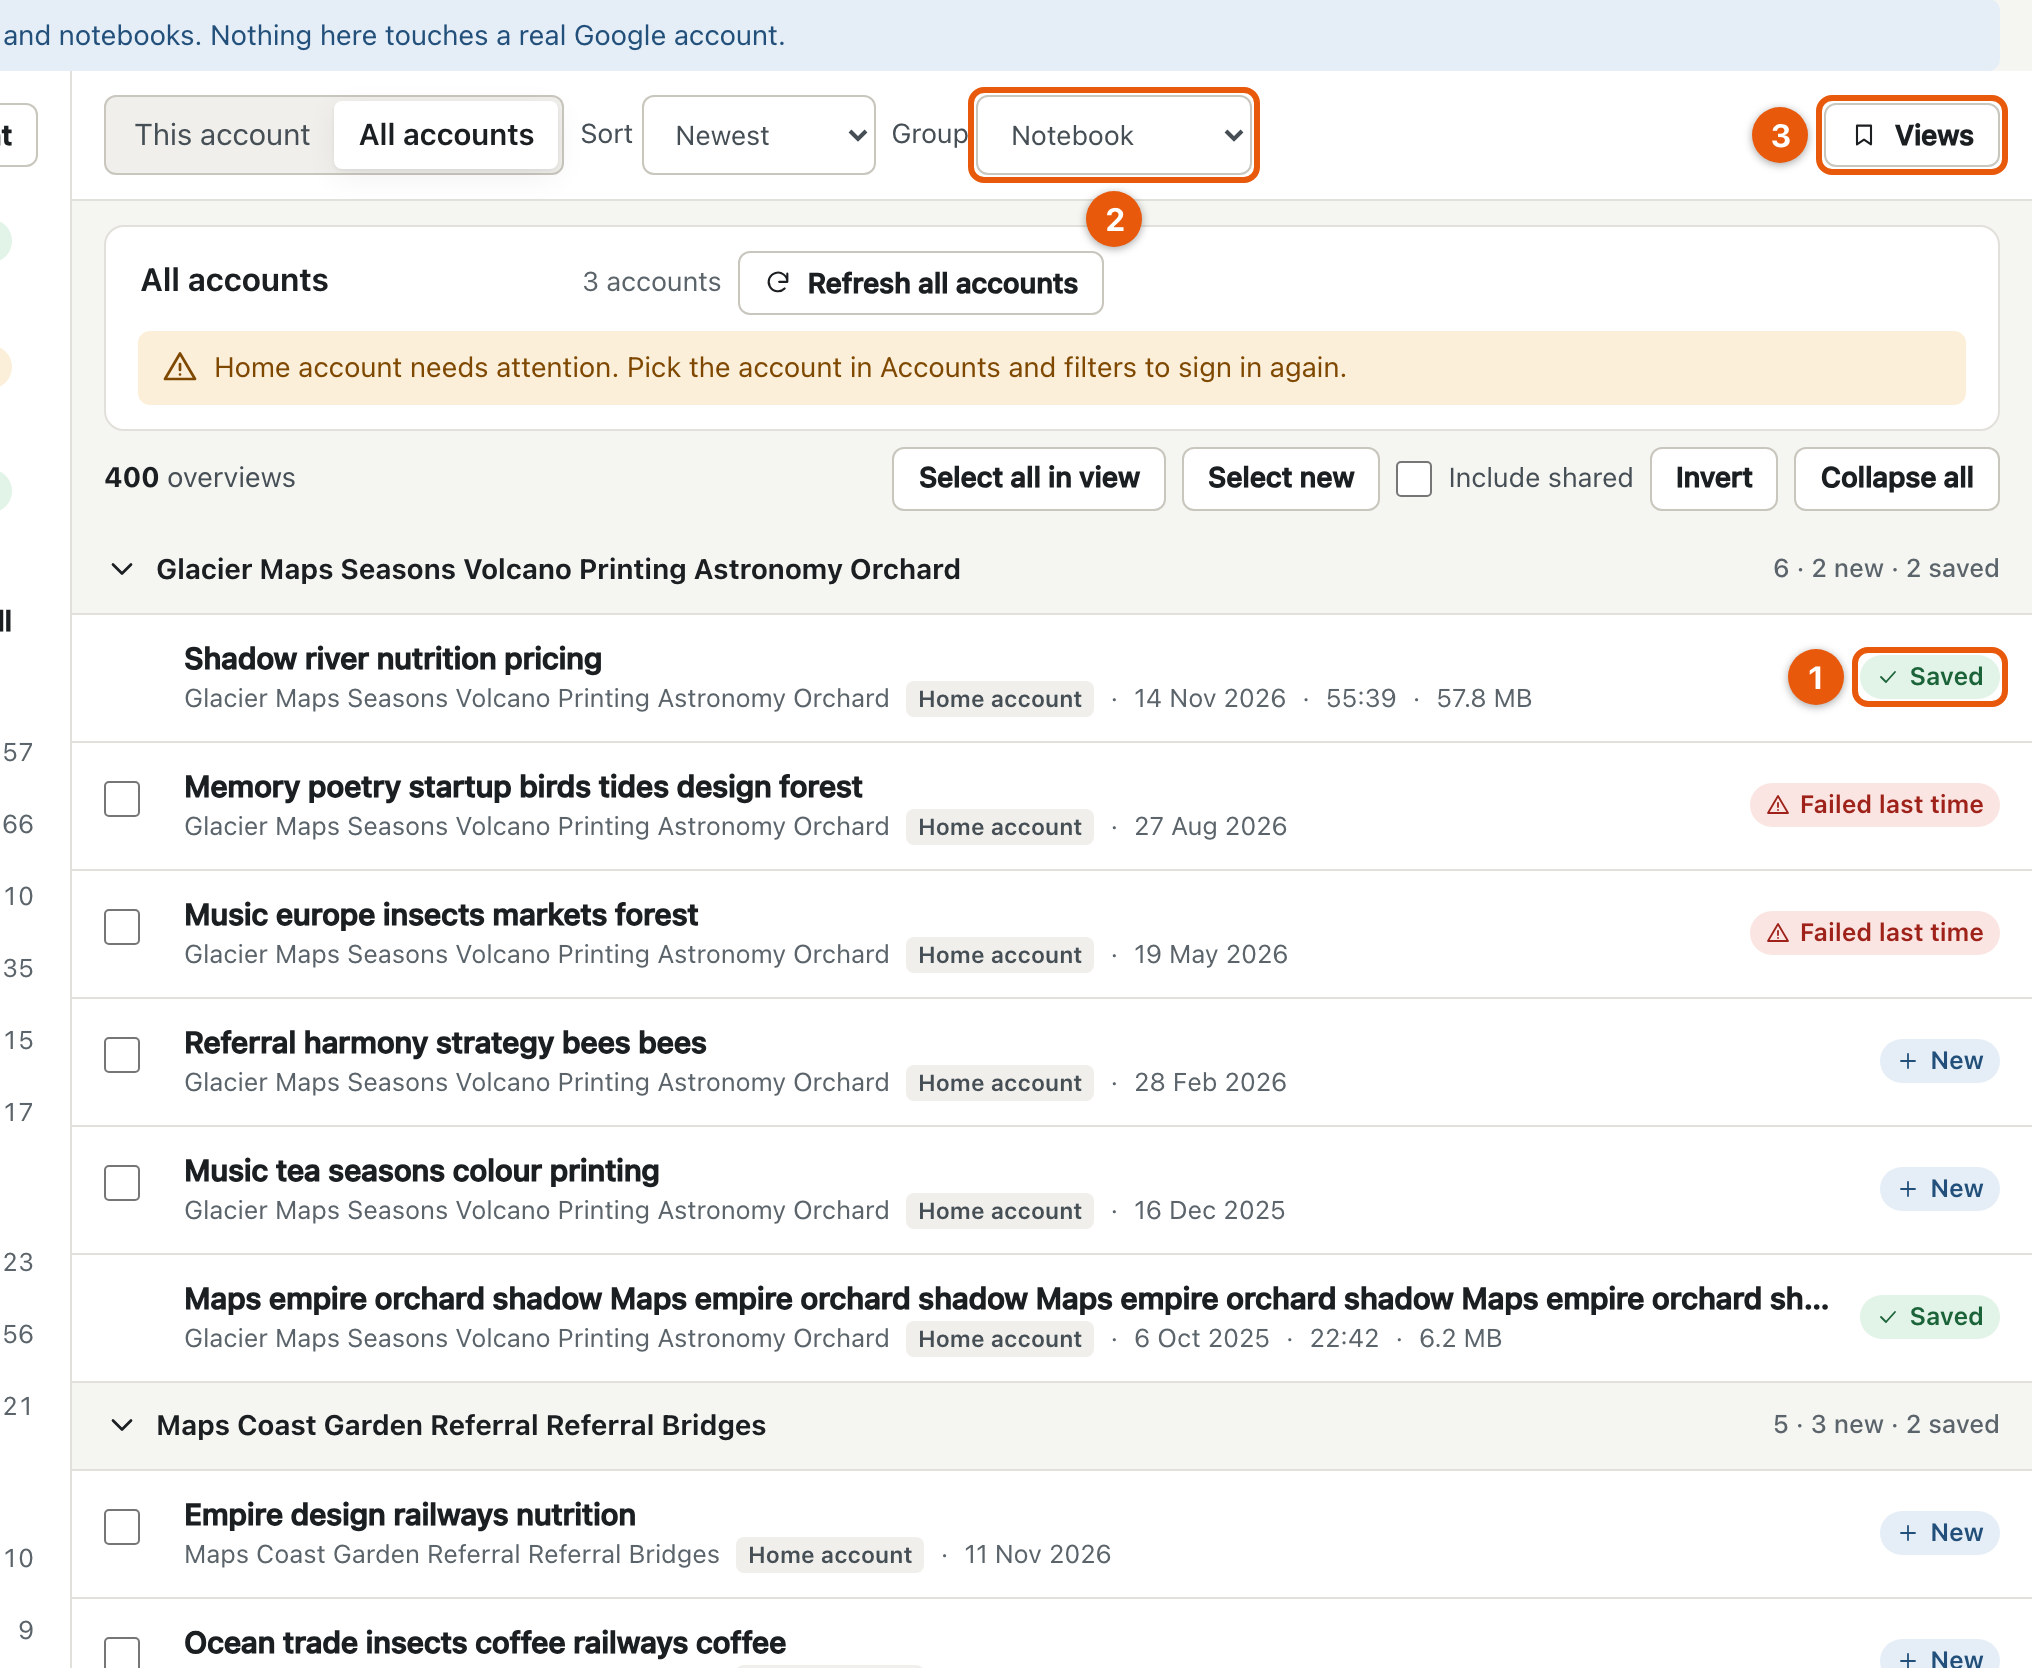 and notebooks. Nothing here touches a real Google account.
t
This account All accounts Sort Newest Group Notebook 3 Views
2
All accounts 3 accounts Refresh all accounts
Home account needs attention. Pick the account in Accounts and filters to sign in again.
400 overviews Select all in view Select new Include shared Invert Collapse all
Glacier Maps Seasons Volcano Printing Astronomy Orchard 6 · 2 new · 2 saved
ll
Shadow river nutrition pricing
Glacier Maps Seasons Volcano Printing Astronomy Orchard Home account · 14 Nov 2026 · 55:39 · 57.8 MB
1 Saved
57
Memory poetry startup birds tides design forest
Glacier Maps Seasons Volcano Printing Astronomy Orchard Home account · 27 Aug 2026
Failed last time
66
10
Music europe insects markets forest
Glacier Maps Seasons Volcano Printing Astronomy Orchard Home account · 19 May 2026
Failed last time
35
15
Referral harmony strategy bees bees
Glacier Maps Seasons Volcano Printing Astronomy Orchard Home account · 28 Feb 2026
+ New
17
Music tea seasons colour printing
Glacier Maps Seasons Volcano Printing Astronomy Orchard Home account · 16 Dec 2025
+ New
23
Maps empire orchard shadow Maps empire orchard shadow Maps empire orchard shadow Maps empire orchard sh...
Glacier Maps Seasons Volcano Printing Astronomy Orchard Home account · 6 Oct 2025 · 22:42 · 6.2 MB
Saved
56
21
Maps Coast Garden Referral Referral Bridges 5 · 3 new · 2 saved
Empire design railways nutrition
Maps Coast Garden Referral Referral Bridges Home account · 11 Nov 2026
+ New
10
9
Ocean trade insects coffee railways coffee
+ New